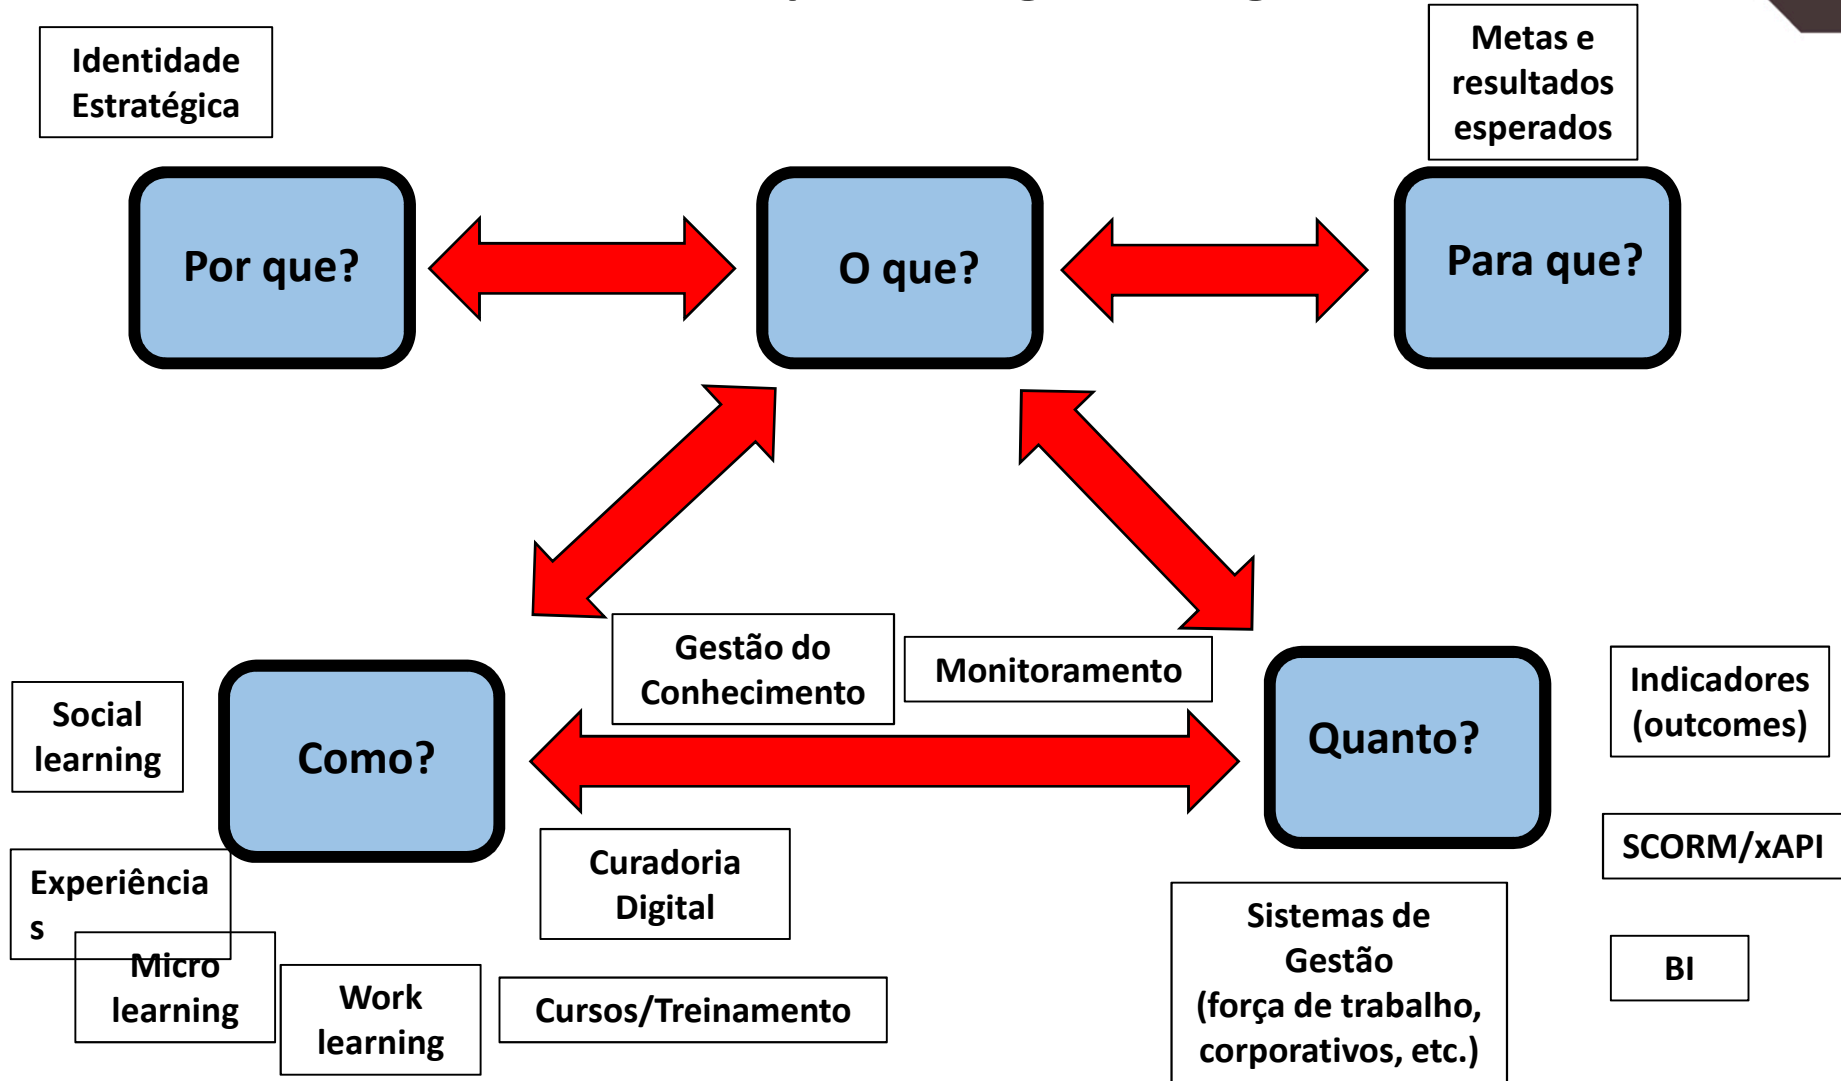 Identidade
Estratégica
Metas e
resultados
esperados
Por que?
O que?
Para que?
Gestão do
Conhecimento
Monitoramento
Social
learning
Como?
Quanto?
Indicadores
(outcomes)
Experiência
s
Curadoria
Digital
SCORM/xAPI
Micro
learning
Work
learning
Cursos/Treinamento
Sistemas de
Gestão
(força de trabalho,
corporativos, etc.)
BI